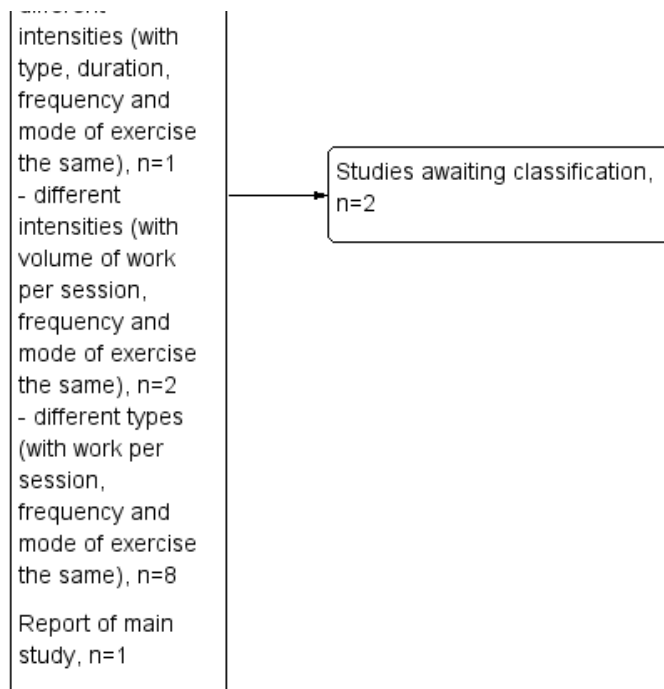 intensities (with
type, duration,
frequency and
mode of exercise
the same), n=1
- different
intensities (with
volume of work
per session,
frequency and
mode of exercise
the same), n=2
- different types
(with work per
session,
frequency and
mode of exercise
the same), n=8
Report of main
study, n=1
Studies awaiting classification,
n=2